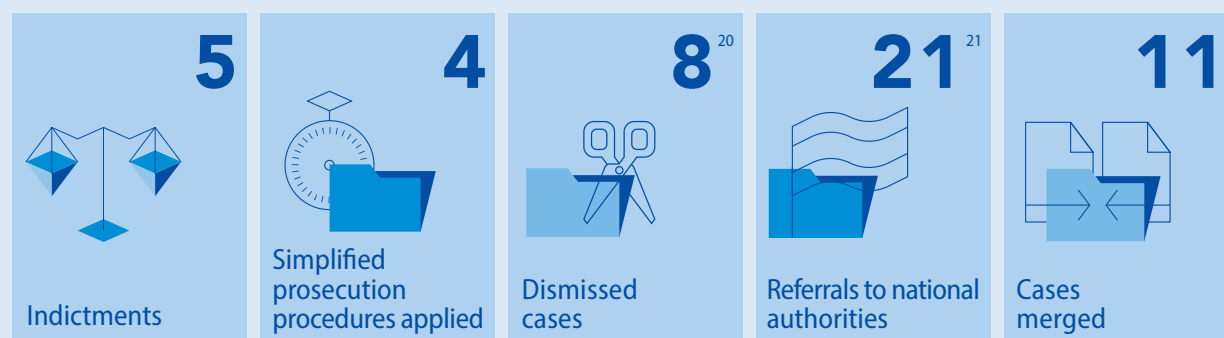 5
Indictments
4
Simplified
prosecution
procedures applied
8 20
Dismissed
cases
21 21
Referrals to national
authorities
11
Cases
merged